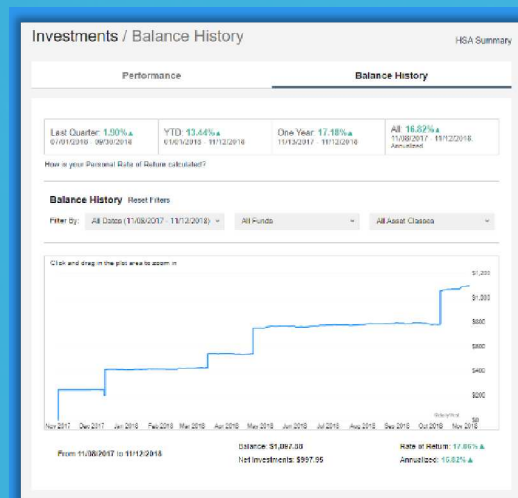 Investments / Balance History
HSA Summary
Performance
Balance History
Last Quarter: 1.90%▲
07/01/2018 - 09/30/2018
YTD: 13.44%▲
01/01/2018 - 11/12/2018
One Year: 17.18%▲
11/13/2017 - 11/12/2018
All: 16.82%▲
11/08/2017 - 11/12/2018
Annualized
How is your Personal Rate of Return calculated?
Balance History Reset Filters
Filter By: All Dates (11/08/2017 - 11/12/2018)
All Funds
All Asset Classes
Click and drag in the plot area to zoom in
$1,200
$1,000
$800
$600
$400
$200
$0
Nov 2017 Dec 2017 Jan 2018 Feb 2018 Mar 2018 Apr 2018 May 2018 Jun 2018 Jul 2018 Aug 2018 Sep 2018 Oct 2018 Nov 2018
From 11/08/2017 to 11/12/2018
Net Investments: $997.95
Rate of Return: 17.86%▲
Annualized: 16.82%▲